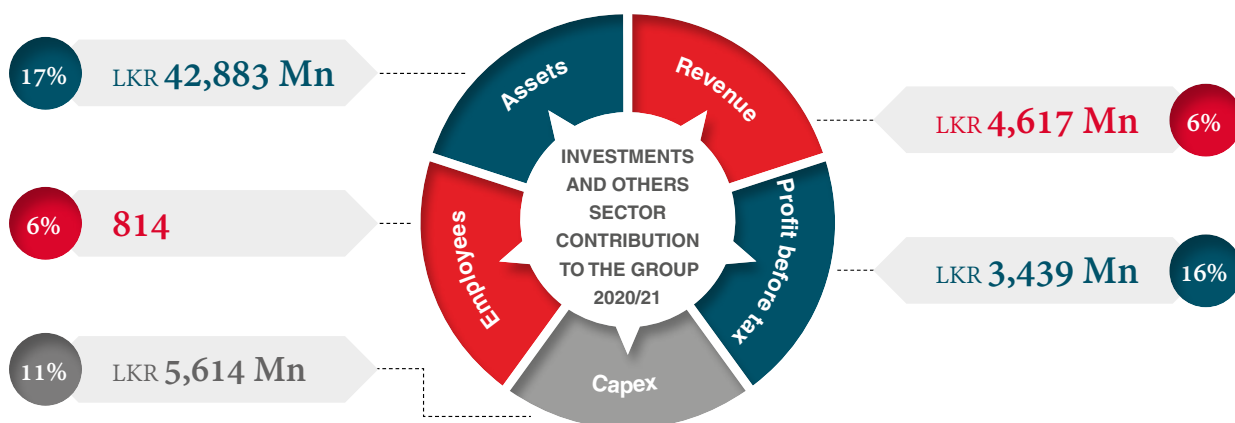 17%
LKR 42,883 Mn
6%
814
11%
LKR 5,614 Mn
Assets
Revenue
Employees
Profit before tax
Capex
INVESTMENTS
AND OTHERS
SECTOR
CONTRIBUTION
TO THE GROUP
2020/21
LKR 4,617 Mn
6%
LKR 3,439 Mn
16%